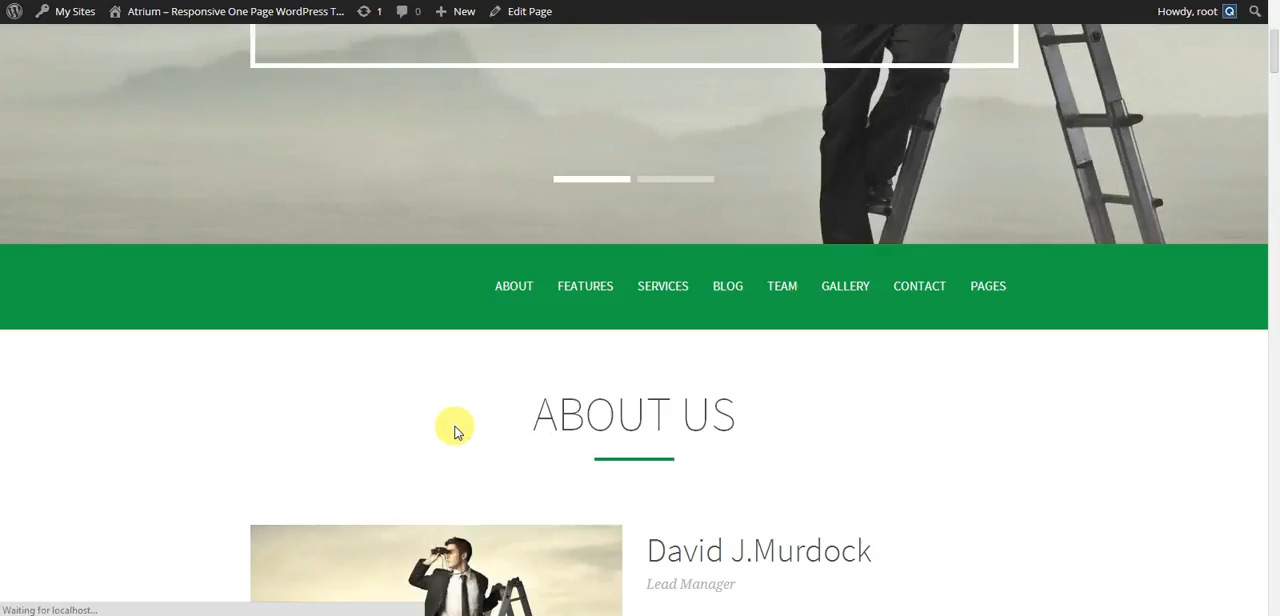 My Sites Atrium – Responsive One Page WordPress T... 1 0 New Edit Page Howdy, root
ABOUT FEATURES SERVICES BLOG TEAM GALLERY CONTACT PAGES
ABOUT US
David J.Murdock
Lead Manager
Waiting for localhost...